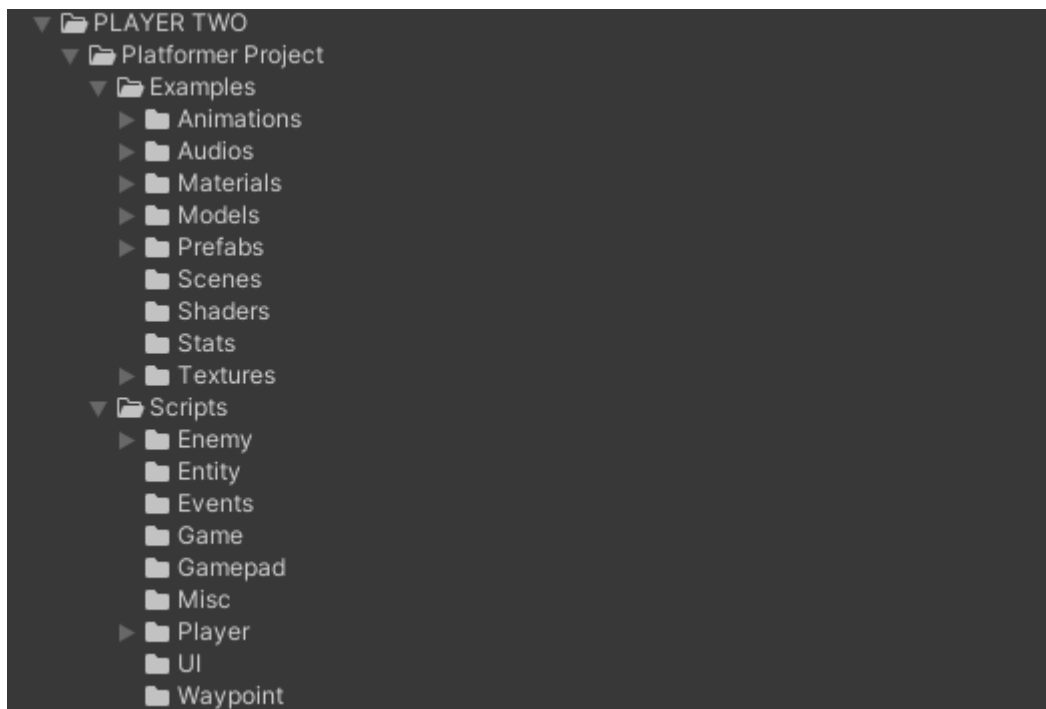 PLAYER TWO
Platformer Project
Examples
Animations
Audios
Materials
Models
Prefabs
Scenes
Shaders
Stats
Textures
Scripts
Enemy
Entity
Events
Game
Gamepad
Misc
Player
UI
Waypoint